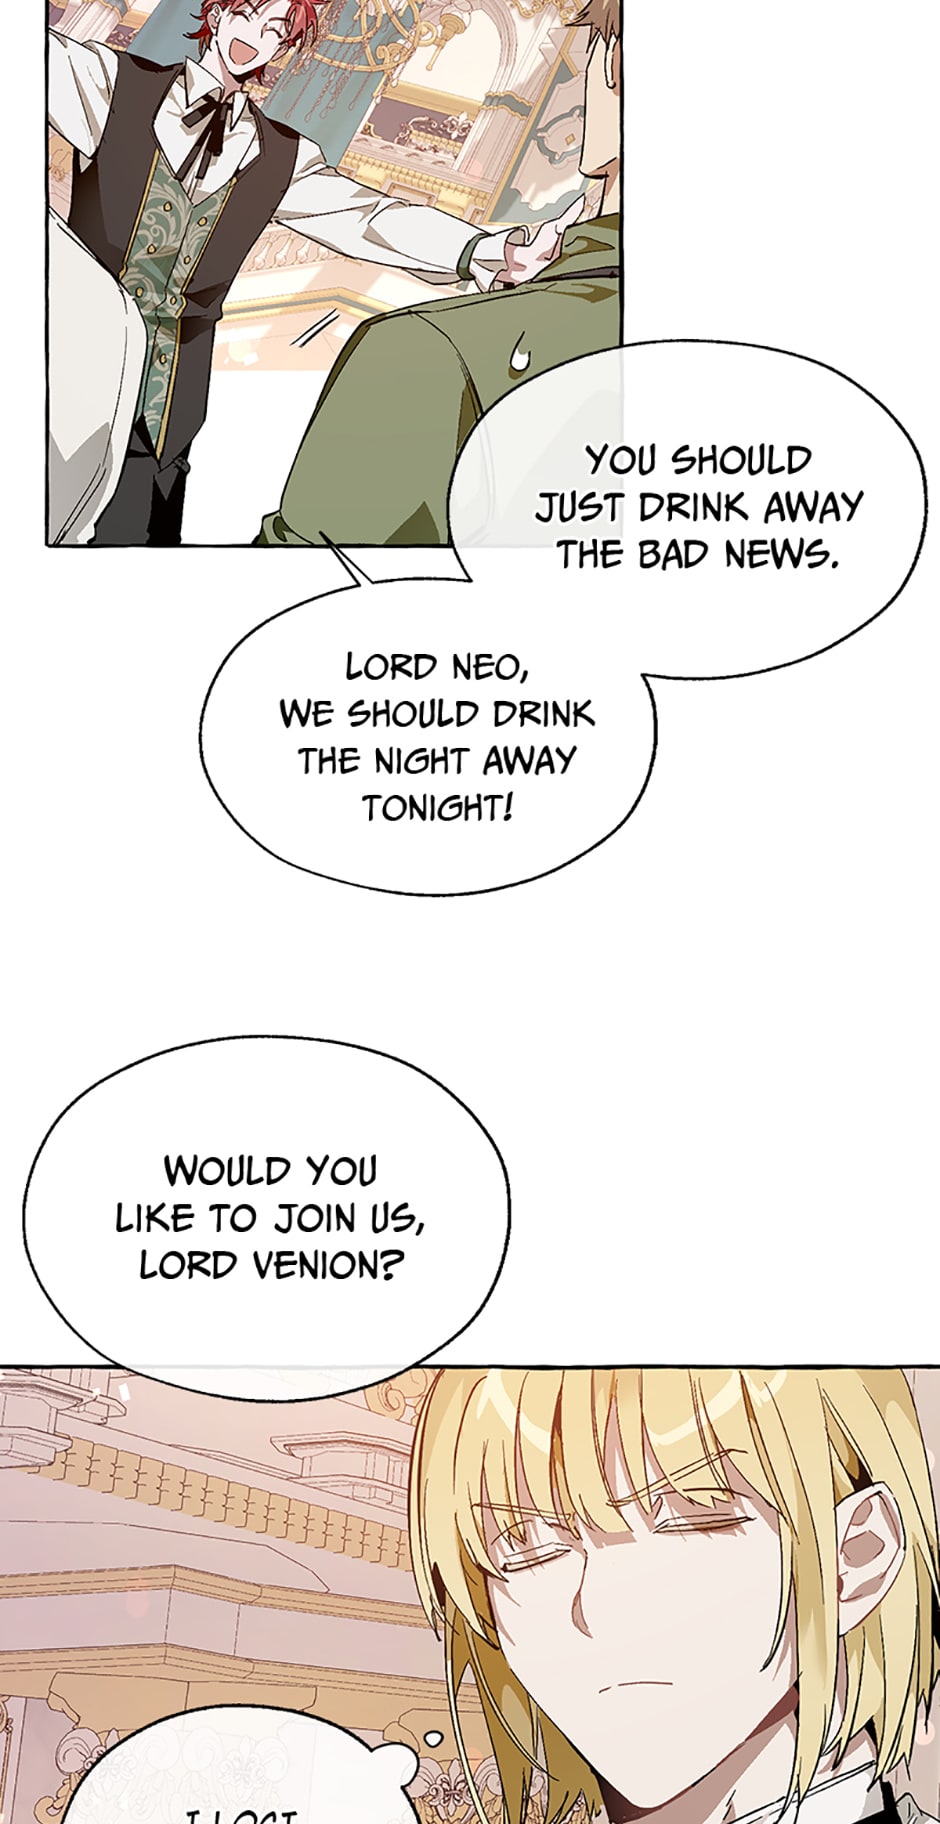 YOU SHOULD
JUST DRINK AWAY
THE BAD NEWS.
LORD NEO,
WE SHOULD DRINK
THE NIGHT AWAY
TONIGHT!
WOULD YOU
LIKE TO JOIN US,
LORD VENION?
I